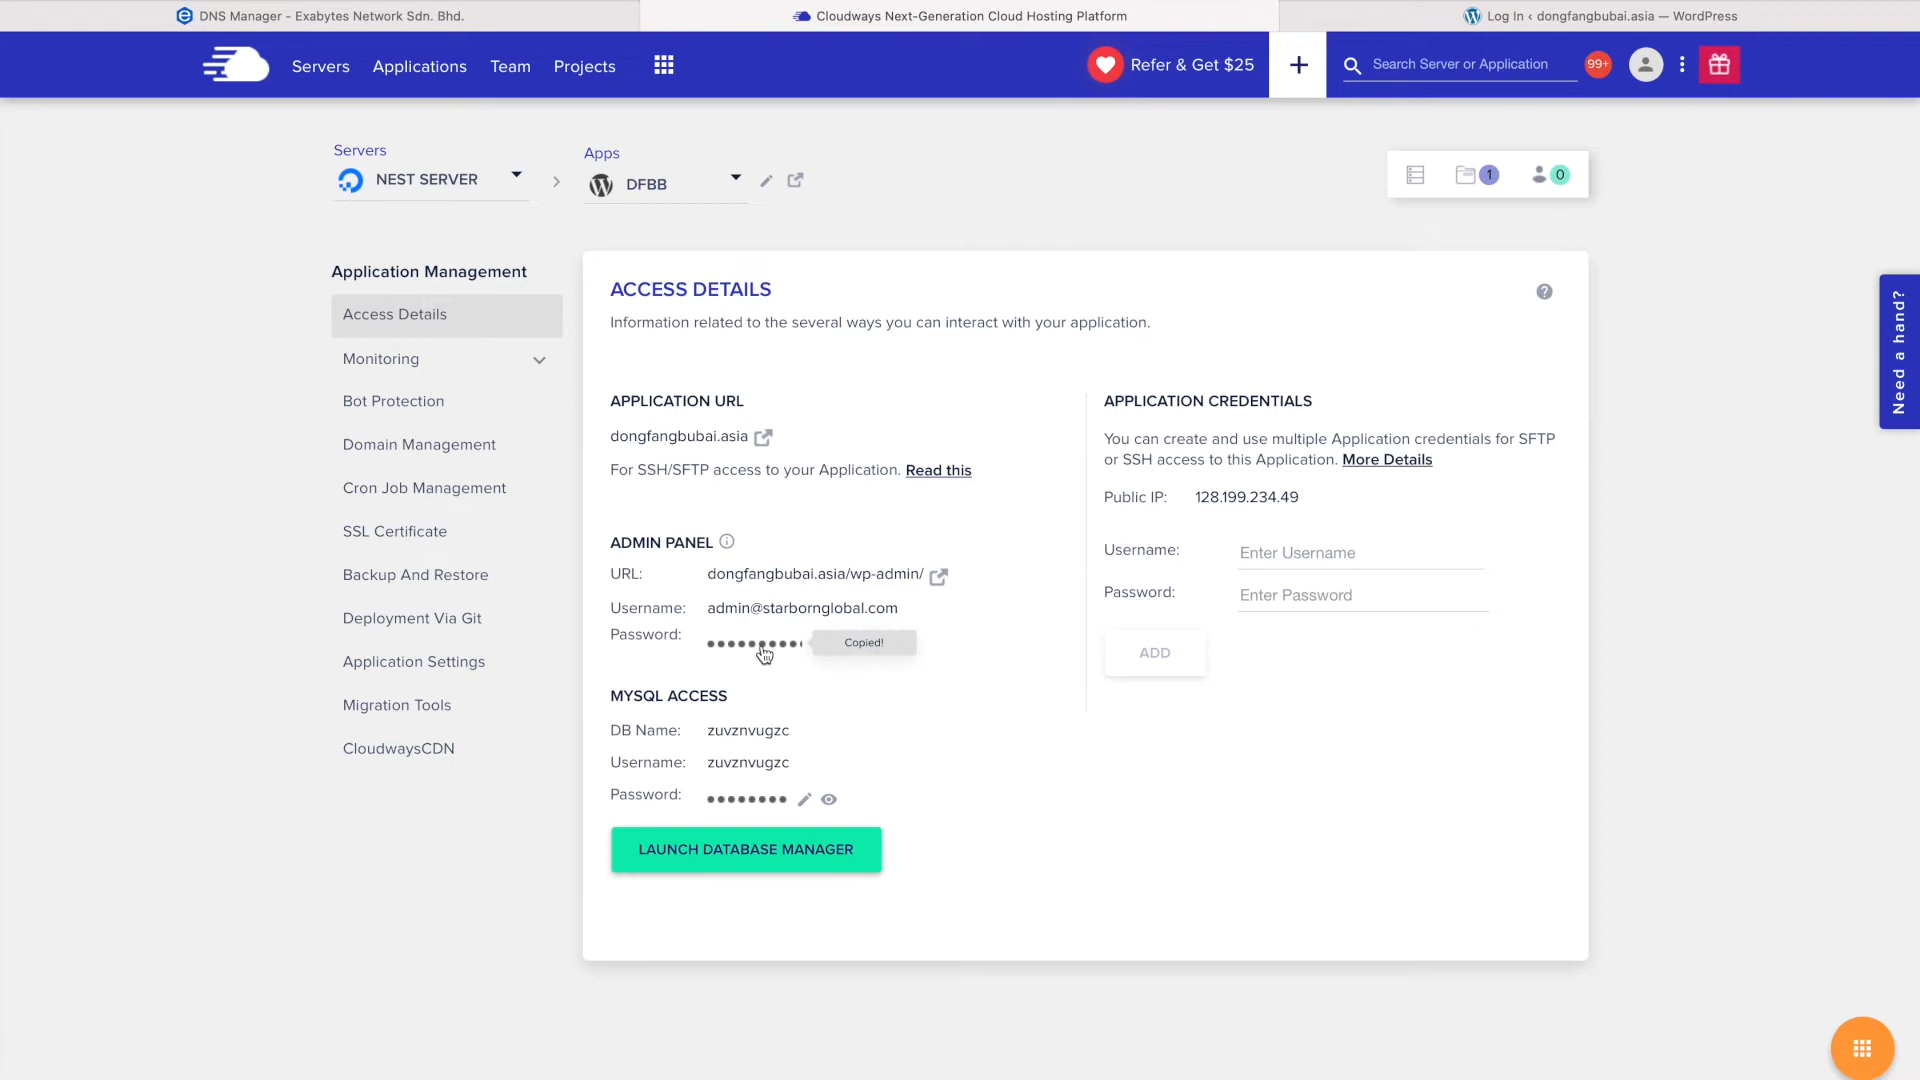 DNS Manager - Exabytes Network Sdn. Bhd.
Cloudways Next-Generation Cloud Hosting Platform
Log In ‹ dongfangbubai.asia — WordPress
Servers
Applications
Team
Projects
Refer & Get $25
+
Search Server or Application
99+
Servers
NEST SERVER
Apps
DFBB
1
0
Application Management
Access Details
Monitoring
Bot Protection
Domain Management
Cron Job Management
SSL Certificate
Backup And Restore
Deployment Via Git
Application Settings
Migration Tools
CloudwaysCDN
ACCESS DETAILS
Information related to the several ways you can interact with your application.
APPLICATION URL
dongfangbubai.asia
For SSH/SFTP access to your Application. Read this
ADMIN PANEL
URL: dongfangbubai.asia/wp-admin/
Username: admin@starbornglobal.com
Password:
Copied!
MYSQL ACCESS
DB Name: zuvznvugzc
Username: zuvznvugzc
Password:
LAUNCH DATABASE MANAGER
APPLICATION CREDENTIALS
You can create and use multiple Application credentials for SFTP
or SSH access to this Application. More Details
Public IP: 128.199.234.49
Username: Enter Username
Password: Enter Password
ADD
Need a hand?